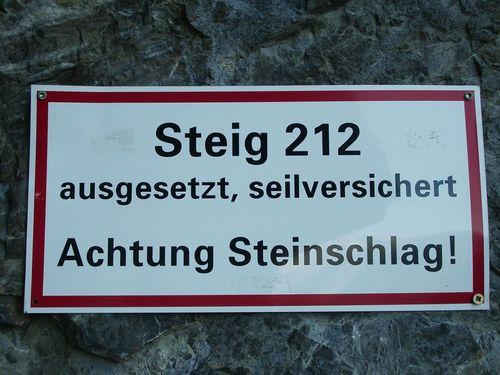 Steig 212
ausgesetzt, seilversichert
Achtung Steinschlag!